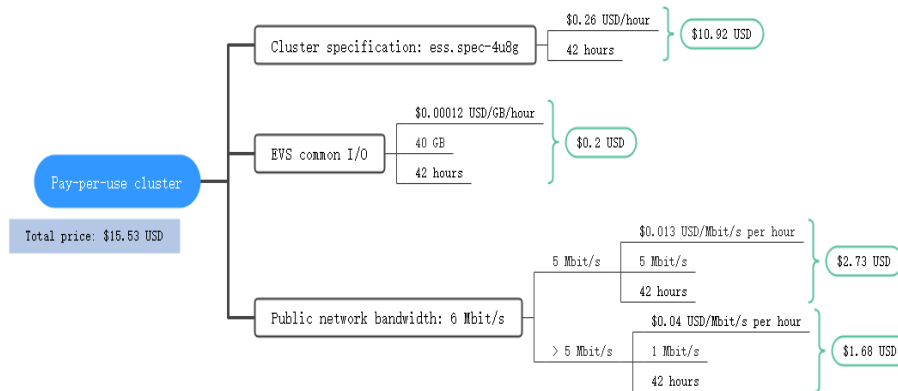 Pay-per-use cluster
Total price: $15.53 USD
Cluster specification: ess.spec-4u8g
$0.26 USD/hour
42 hours
$10.92 USD
EVS common I/O
$0.00012 USD/GB/hour
40 GB
42 hours
$0.2 USD
Public network bandwidth: 6 Mbit/s
5 Mbit/s
$0.013 USD/Mbit/s per hour
5 Mbit/s
42 hours
$2.73 USD
> 5 Mbit/s
$0.04 USD/Mbit/s per hour
1 Mbit/s
42 hours
$1.68 USD